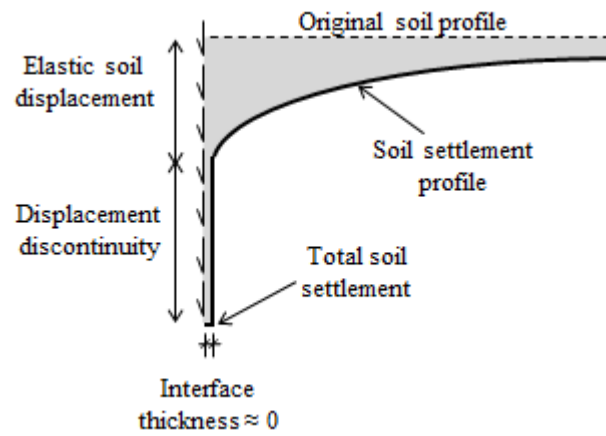 Original soil profile
Elastic soil
displacement
Soil settlement
profile
Displacement
discontinuity
Total soil
settlement
Interface
thickness ≈ 0